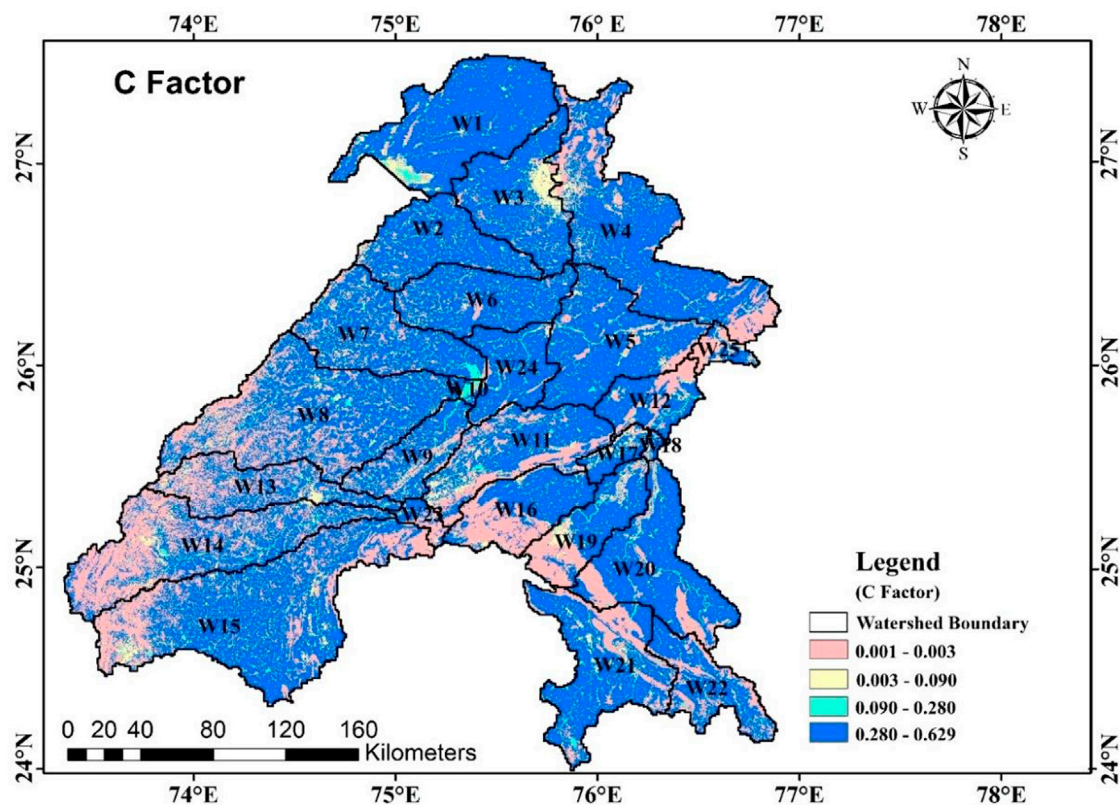 74°E 75°E 76°E 77°E 78°E
C Factor
N
W E
S
27°N 27°N
26°N 26°N
25°N 25°N
24°N 24°N
W1
W3
W2
W4
W6
W7
W5
W25
W24
W10
W12
W8
W11
W18
W17
W9
W13
W23
W16
W19
W14
W20
W15
W21
W22
Legend
(C Factor)
Watershed Boundary
0.001 - 0.003
0.003 - 0.090
0.090 - 0.280
0.280 - 0.629
0 20 40 80 120 160
Kilometers
74°E 75°E 76°E 77°E 78°E